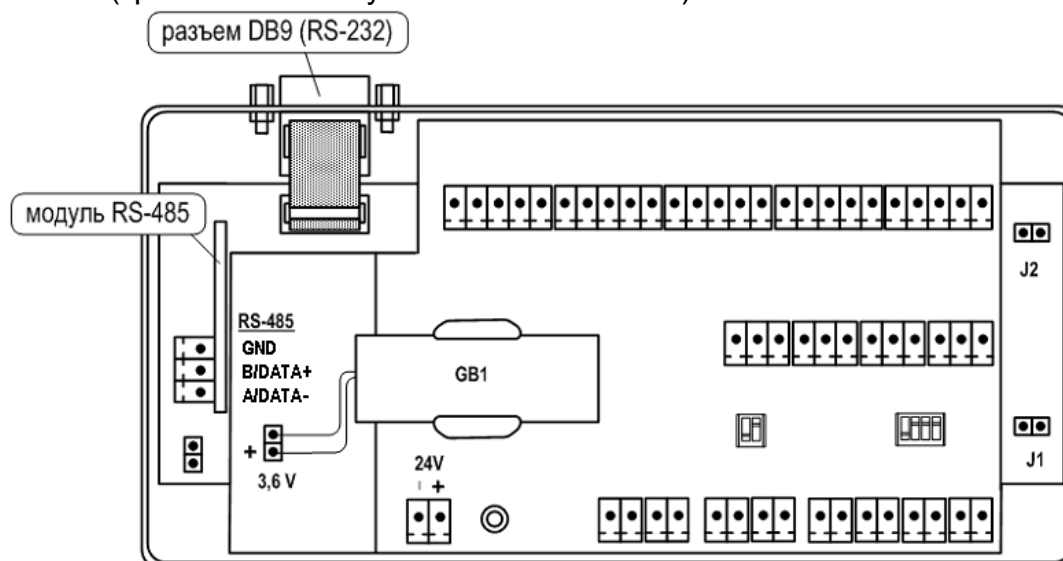 разъем DB9 (RS-232)
модуль RS-485
J2
RS-485
GND
B/DATA+
A/DATA-
GB1
+
3,6 V
24V
- +
J1